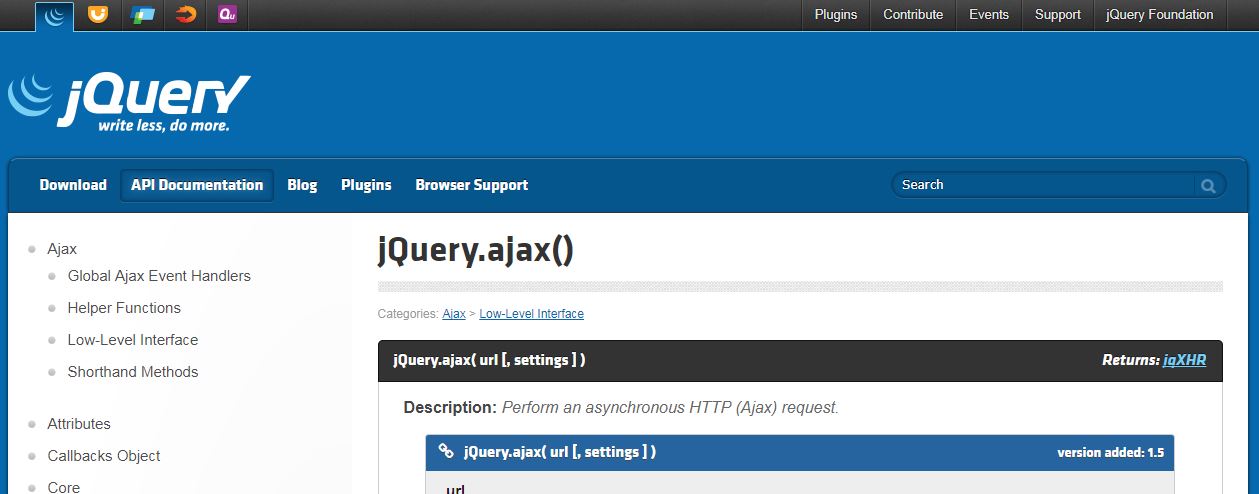 Qu
Plugins Contribute Events Support jQuery Foundation
jQuery
write less, do more.
Download API Documentation Blog Plugins Browser Support Search
Ajax
Global Ajax Event Handlers
Helper Functions
Low-Level Interface
Shorthand Methods
Attributes
Callbacks Object
Core
jQuery.ajax()
Categories: Ajax > Low-Level Interface
jQuery.ajax( url [, settings ] ) Returns: jqXHR
Description: Perform an asynchronous HTTP (Ajax) request.
jQuery.ajax( url [, settings ] ) version added: 1.5
url